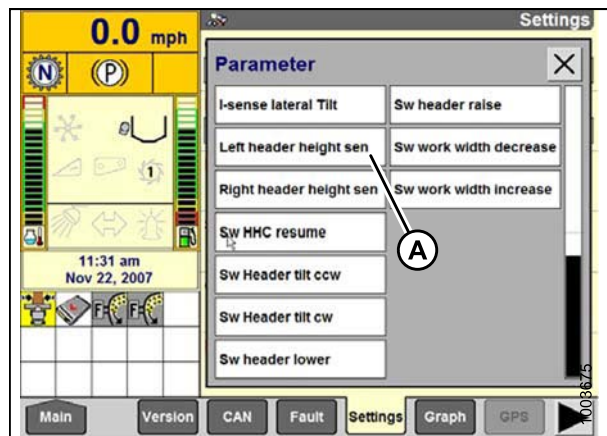 0.0 mph
Settings
N
(P)
Parameter
I-sense lateral Tilt
Sw header raise
Left header height sen
Sw work width decrease
Right header height sen
Sw work width increase
Sw HHC resume
A
Sw Header tilt ccw
Sw Header tilt cw
Sw header lower
1
11:31 am
Nov 22, 2007
F
F
Main
Version
CAN
Fault
Settings
Graph
GPS
1003675